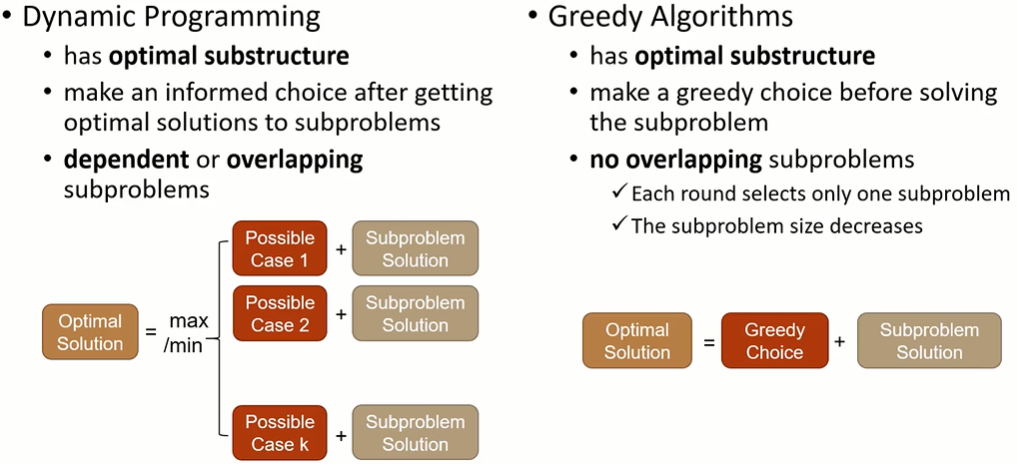 • Dynamic Programming
• has optimal substructure
• make an informed choice after getting
optimal solutions to subproblems
• dependent or overlapping
subproblems
Optimal
Solution
=
max
/min
Possible
Case 1
+
Subproblem
Solution
Possible
Case 2
+
Subproblem
Solution
Possible
Case k
+
Subproblem
Solution
• Greedy Algorithms
• has optimal substructure
• make a greedy choice before solving
the subproblem
• no overlapping subproblems
✓Each round selects only one subproblem
✓The subproblem size decreases
Optimal
Solution
=
Greedy
Choice
+
Subproblem
Solution